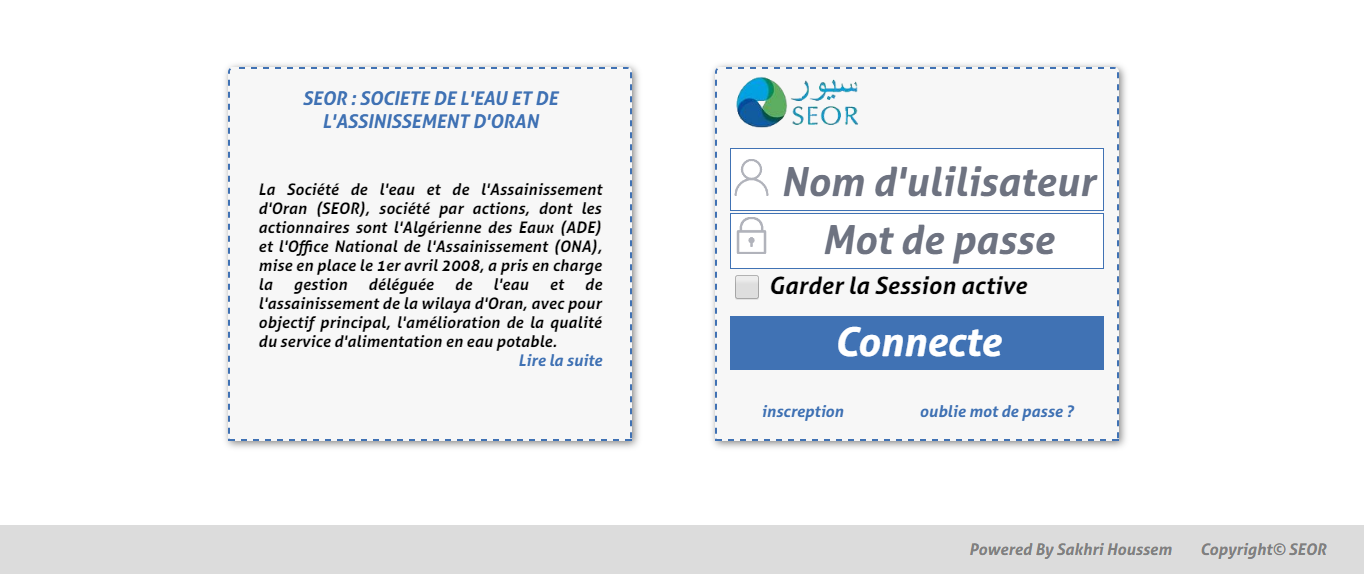 SEOR : SOCIETE DE L'EAU ET DE
L'ASSINISSEMENT D'ORAN
La Société de l'eau et de l'Assainissement
d'Oran (SEOR), société par actions, dont les
actionnaires sont l'Algérienne des Eaux (ADE)
et l'Office National de l'Assainissement (ONA),
mise en place le 1er avril 2008, a pris en charge
la gestion déléguée de l'eau et de
l'assainissement de la wilaya d'Oran, avec pour
objectif principal, l'amélioration de la qualité
du service d'alimentation en eau potable.
Lire la suite
سيور
SEOR
Nom d'ulilisateur
Mot de passe
Garder la Session active
Connecte
inscreption
oublie mot de passe ?
Powered By Sakhri Houssem
Copyright© SEOR